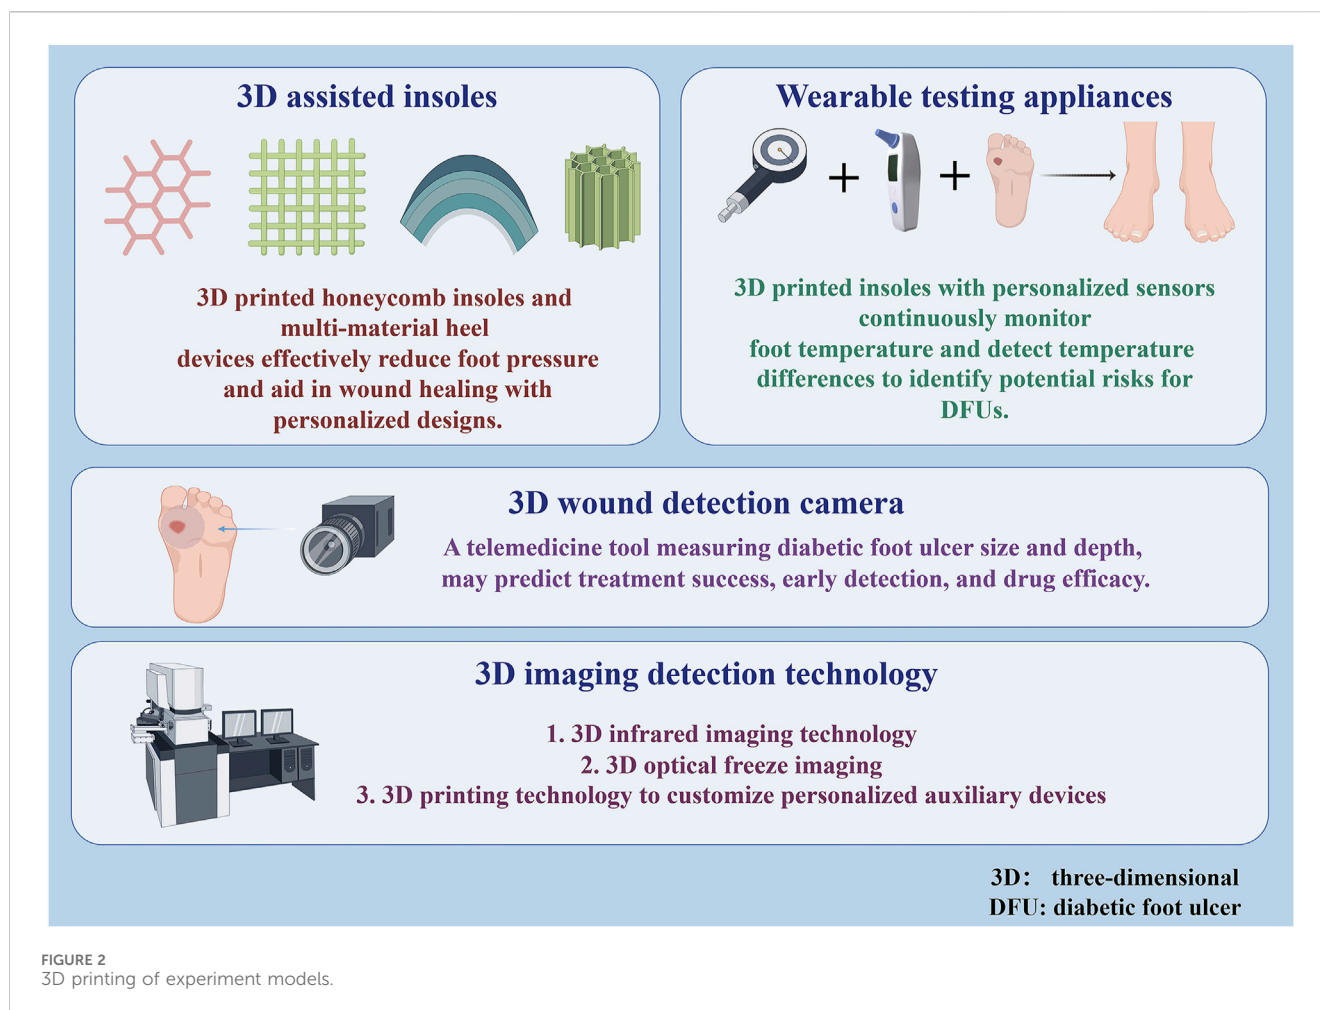 3D assisted insoles
3D printed honeycomb insoles and
multi-material heel
devices effectively reduce foot pressure
and aid in wound healing with
personalized designs.
Wearable testing appliances
3D printed insoles with personalized sensors
continuously monitor
foot temperature and detect temperature
differences to identify potential risks for
DFUs.
3D wound detection camera
A telemedicine tool measuring diabetic foot ulcer size and depth,
may predict treatment success, early detection, and drug efficacy.
3D imaging detection technology
1. 3D infrared imaging technology
2. 3D optical freeze imaging
3. 3D printing technology to customize personalized auxiliary devices
3D： three-dimensional
DFU: diabetic foot ulcer
FIGURE 2
3D printing of experiment models.